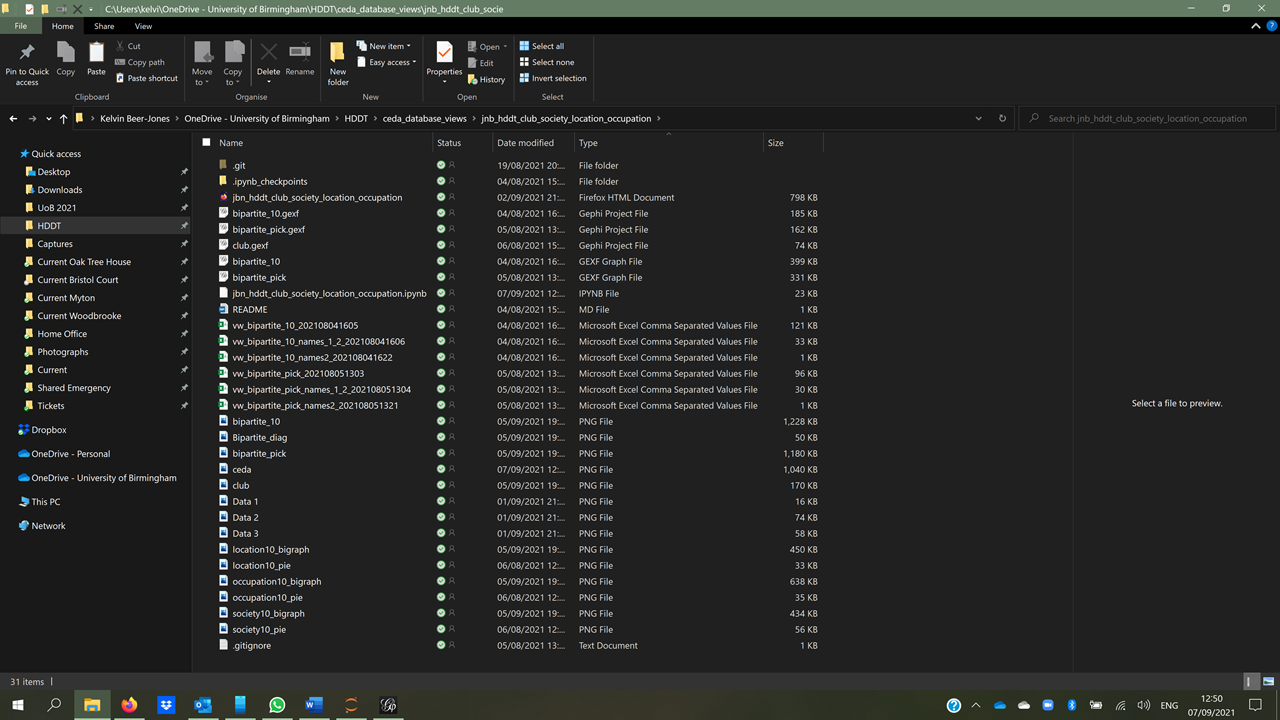 C:\Users\kelvi\OneDrive - University of Birmingham\HDDT\ceda_database_views\jnb_hddt_club_socie
File Home Share View
Pin to Quick access
Copy
Paste
Cut
Copy path
Paste shortcut
Clipboard
Move to
Copy to
Delete
Rename
Organise
New folder
New item
Easy access
New
Properties
Open
Edit
History
Open
Select all
Select none
Invert selection
Select
Kelvin Beer-Jones > OneDrive - University of Birmingham > HDDT > ceda_database_views > jnb_hddt_club_society_location_occupation >
Search jnb_hddt_club_society_location_occupation
Quick access
Desktop
Downloads
UoB 2021
HDDT
Captures
Current Oak Tree House
Current Bristol Court
Current Myton
Current Woodbrooke
Home Office
Photographs
Current
Shared Emergency
Tickets
Dropbox
OneDrive - Personal
OneDrive - University of Birmingham
This PC
Network
Name Status Date modified Type Size
.git 19/08/2021 20:... File folder
.ipynb_checkpoints 04/08/2021 15:... File folder
jbn_hddt_club_society_location_occupation 02/09/2021 21:... Firefox HTML Document 798 KB
bipartite_10.gexf 04/08/2021 16:... Gephi Project File 185 KB
bipartite_pick.gexf 05/08/2021 13:... Gephi Project File 162 KB
club.gexf 06/08/2021 15:... Gephi Project File 74 KB
bipartite_10 04/08/2021 16:... GEXF Graph File 399 KB
bipartite_pick 05/08/2021 13:... GEXF Graph File 331 KB
jbn_hddt_club_society_location_occupation.ipynb 07/09/2021 12:... IPYNB File 23 KB
README 04/08/2021 15:... MD File 1 KB
vw_bipartite_10_202108041605 04/08/2021 16:... Microsoft Excel Comma Separated Values File 121 KB
vw_bipartite_10_names_1_2_202108041606 04/08/2021 16:... Microsoft Excel Comma Separated Values File 33 KB
vw_bipartite_10_names2_202108041622 04/08/2021 16:... Microsoft Excel Comma Separated Values File 1 KB
vw_bipartite_pick_202108051303 05/08/2021 13:... Microsoft Excel Comma Separated Values File 96 KB
vw_bipartite_pick_names_1_2_202108051304 05/08/2021 13:... Microsoft Excel Comma Separated Values File 30 KB
vw_bipartite_pick_names2_202108051321 05/08/2021 13:... Microsoft Excel Comma Separated Values File 1 KB
bipartite_10 05/09/2021 19:... PNG File 1,228 KB
Bipartite_diag 05/09/2021 19:... PNG File 50 KB
bipartite_pick 05/09/2021 19:... PNG File 1,180 KB
ceda 07/09/2021 12:... PNG File 1,040 KB
club 05/09/2021 19:... PNG File 170 KB
Data 1 01/09/2021 21:... PNG File 16 KB
Data 2 01/09/2021 21:... PNG File 74 KB
Data 3 01/09/2021 21:... PNG File 58 KB
location10_bigraph 05/09/2021 19:... PNG File 450 KB
location10_pie 06/08/2021 12:... PNG File 33 KB
occupation10_bigraph 05/09/2021 19:... PNG File 638 KB
occupation10_pie 06/08/2021 12:... PNG File 35 KB
society10_bigraph 05/09/2021 19:... PNG File 434 KB
society10_pie 06/08/2021 12:... PNG File 56 KB
.gitignore 05/08/2021 13:... Text Document 1 KB
Select a file to preview.
31 items
ENG
12:50
07/09/2021